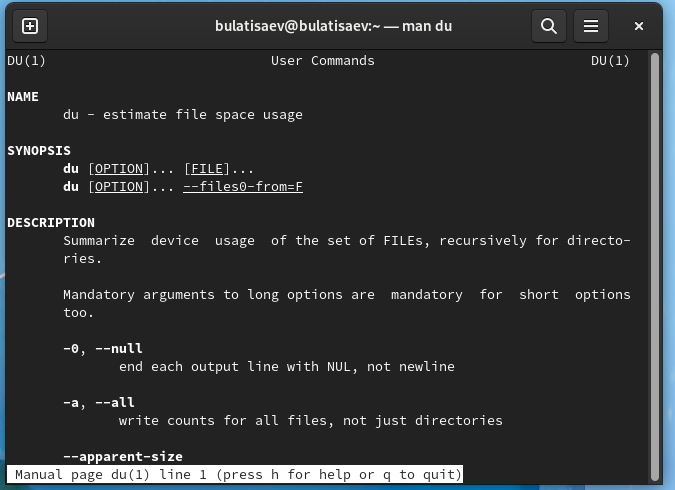 bulatisaev@bulatisaev:~ — man du
DU(1) User Commands DU(1)
NAME
du - estimate file space usage
SYNOPSIS
du [OPTION]... [FILE]...
du [OPTION]... --files0-from=F
DESCRIPTION
Summarize device usage of the set of FILEs, recursively for directo‐
ries.
Mandatory arguments to long options are mandatory for short options
too.
-0, --null
end each output line with NUL, not newline
-a, --all
write counts for all files, not just directories
--apparent-size
Manual page du(1) line 1 (press h for help or q to quit)